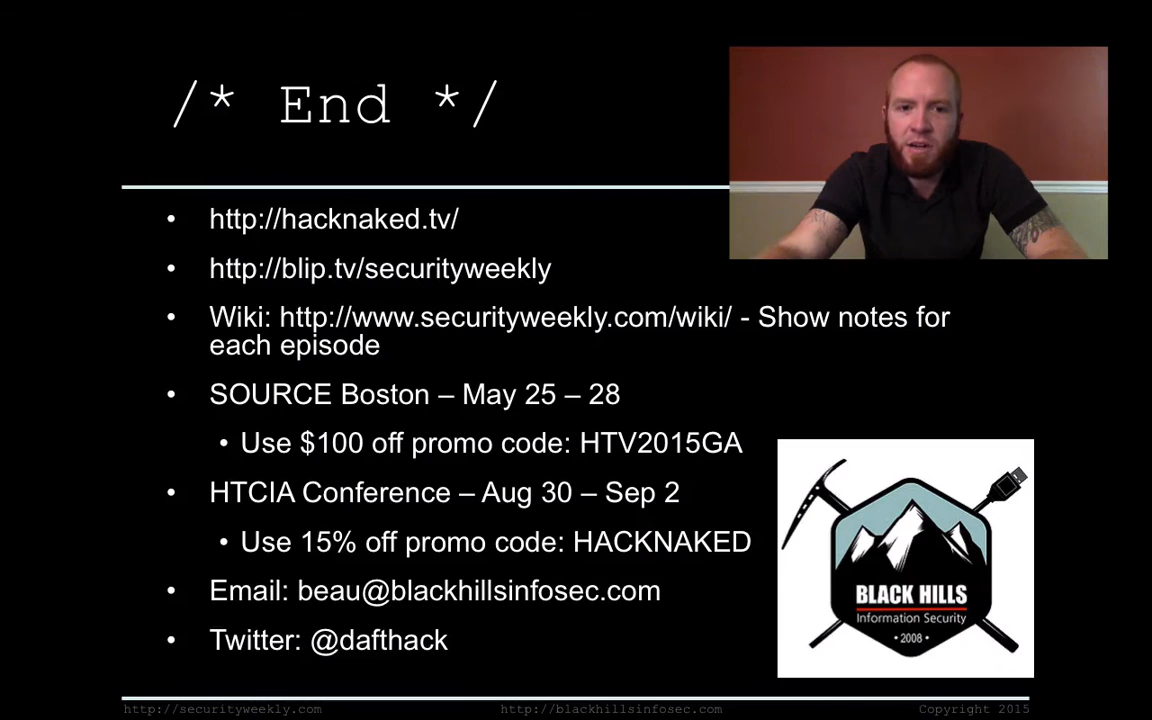 /* End */
• http://hacknaked.tv/
• http://blip.tv/securityweekly
• Wiki: http://www.securityweekly.com/wiki/ - Show notes for
each episode
• SOURCE Boston – May 25 – 28
• Use $100 off promo code: HTV2015GA
• HTCIA Conference – Aug 30 – Sep 2
• Use 15% off promo code: HACKNAKED
• Email: beau@blackhillsinfosec.com
• Twitter: @dafthack
BLACK HILLS
Information Security
• 2008 •
http://securityweekly.com
http://blackhillsinfosec.com
Copyright 2015